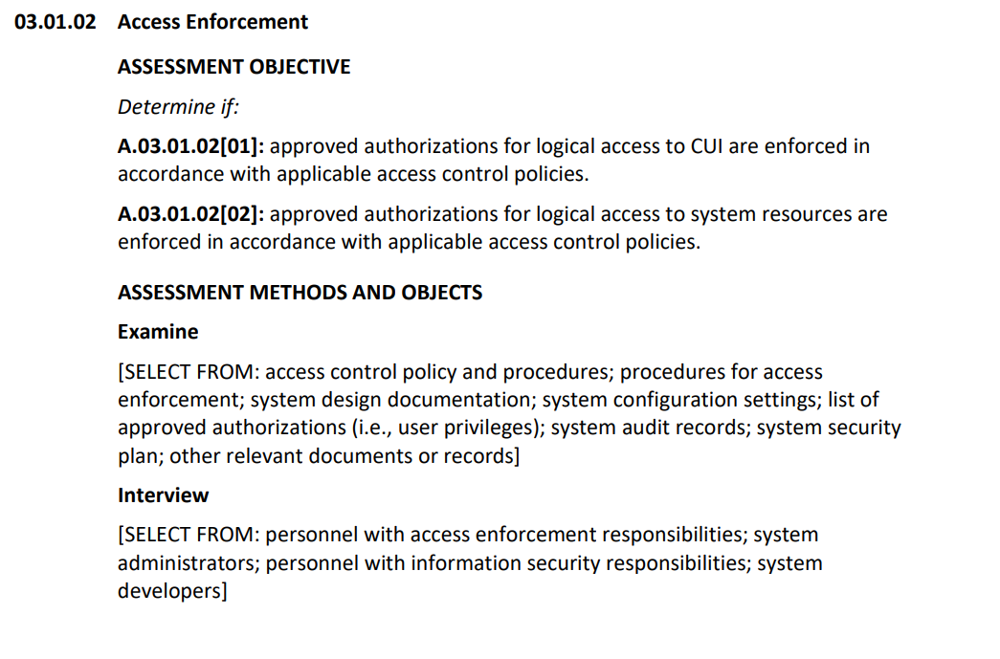 03.01.02 Access Enforcement
ASSESSMENT OBJECTIVE
Determine if:
A.03.01.02[01]: approved authorizations for logical access to CUI are enforced in
accordance with applicable access control policies.
A.03.01.02[02]: approved authorizations for logical access to system resources are
enforced in accordance with applicable access control policies.
ASSESSMENT METHODS AND OBJECTS
Examine
[SELECT FROM: access control policy and procedures; procedures for access
enforcement; system design documentation; system configuration settings; list of
approved authorizations (i.e., user privileges); system audit records; system security
plan; other relevant documents or records]
Interview
[SELECT FROM: personnel with access enforcement responsibilities; system
administrators; personnel with information security responsibilities; system
developers]